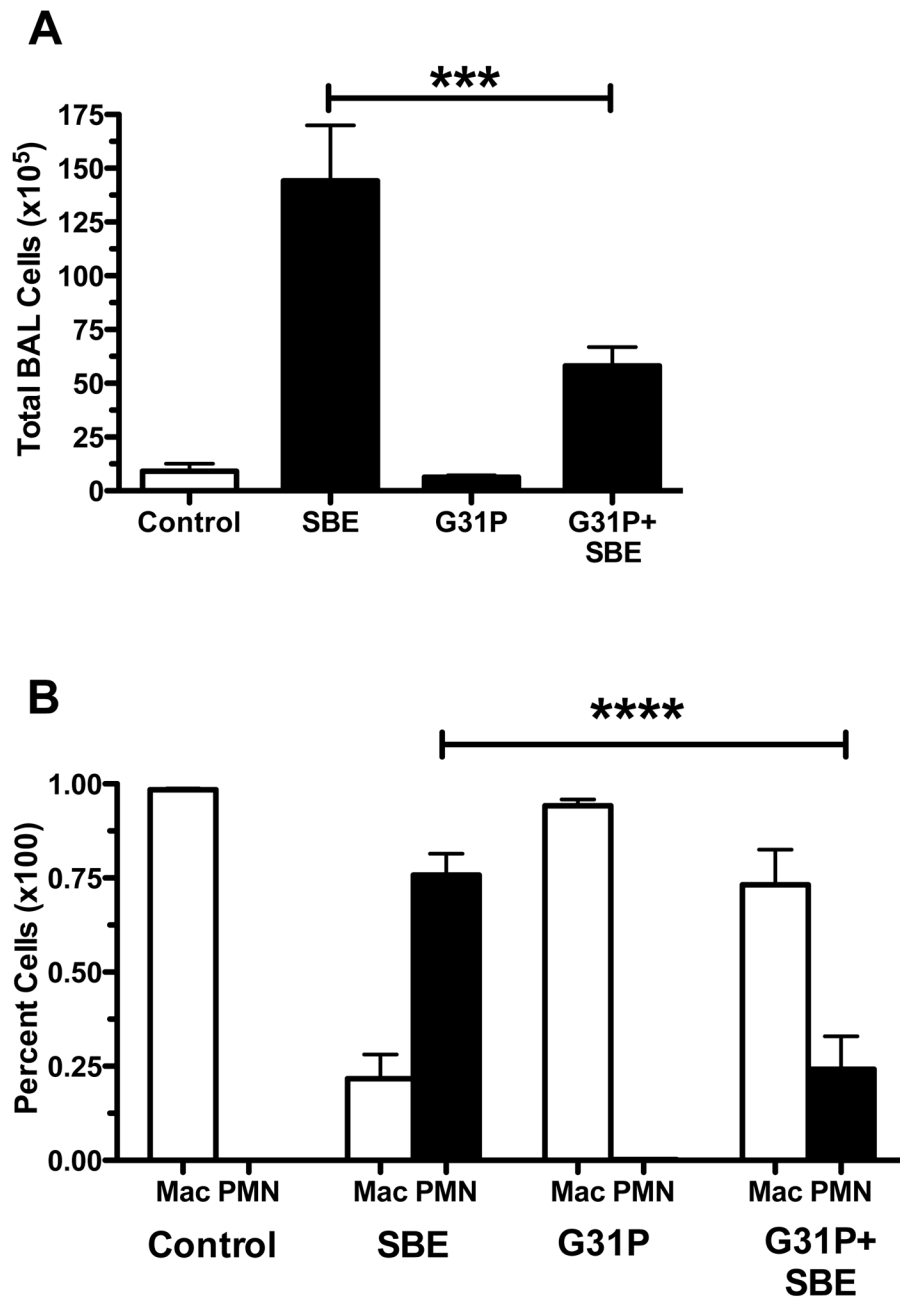 A
***
Total BAL Cells (x10⁵)
175
150
125
100
75
50
25
0
Control SBE G31P G31P+
SBE
B
****
Percent Cells (x100)
1.00
0.75
0.50
0.25
0.00
Mac PMN Mac PMN Mac PMN Mac PMN
Control SBE G31P G31P+
SBE